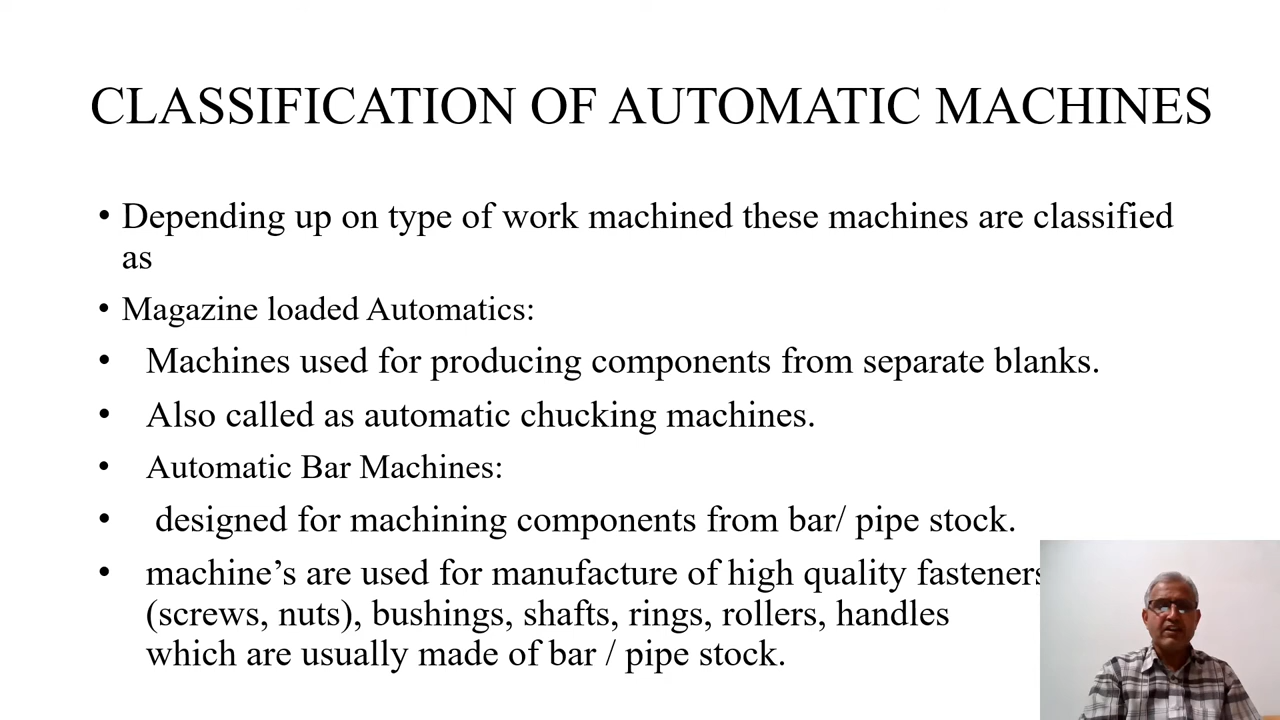 CLASSIFICATION OF AUTOMATIC MACHINES
• Depending up on type of work machined these machines are classified
as
• Magazine loaded Automatics:
• Machines used for producing components from separate blanks.
• Also called as automatic chucking machines.
• Automatic Bar Machines:
• designed for machining components from bar/ pipe stock.
• machine’s are used for manufacture of high quality fasteners
(screws, nuts), bushings, shafts, rings, rollers, handles
which are usually made of bar / pipe stock.